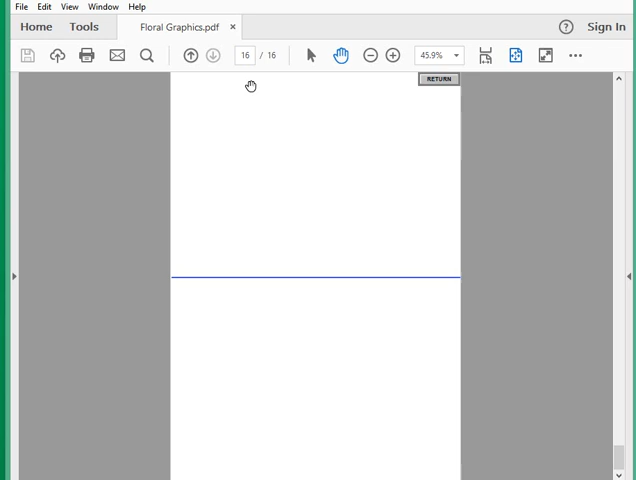 File Edit View Window Help
Home Tools Floral Graphics.pdf × ? Sign In
16 / 16 45.9%
RETURN